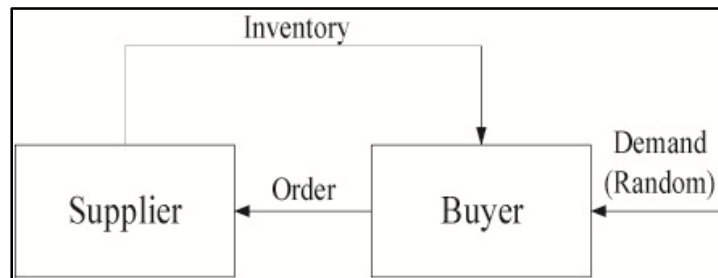 Inventory
Demand
(Random)
Supplier
Order
Buyer